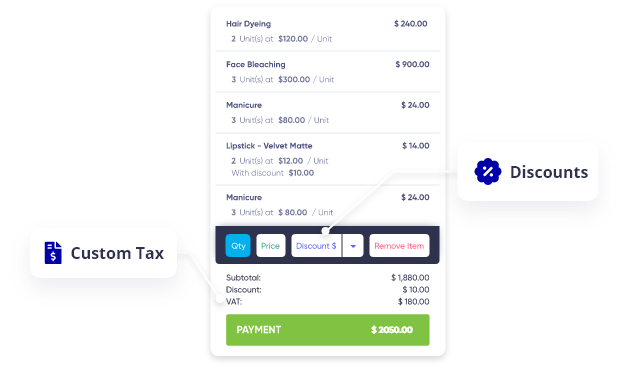 Hair Dyeing $ 240.00
2 Unit(s) at $120.00 / Unit
Face Bleaching $ 900.00
3 Unit(s) at $300.00 / Unit
Manicure $ 24.00
3 Unit(s) at $80.00 / Unit
Lipstick - Velvet Matte $ 14.00
2 Unit(s) at $12.00 / Unit
With discount $10.00
Discounts
Manicure $ 24.00
3 Unit(s) at $ 80.00 / Unit
Qty Price Discount $ Remove Item
Custom Tax
Subtotal: $ 1,880.00
Discount: $ 10.00
VAT: $ 180.00
PAYMENT $ 2050.00